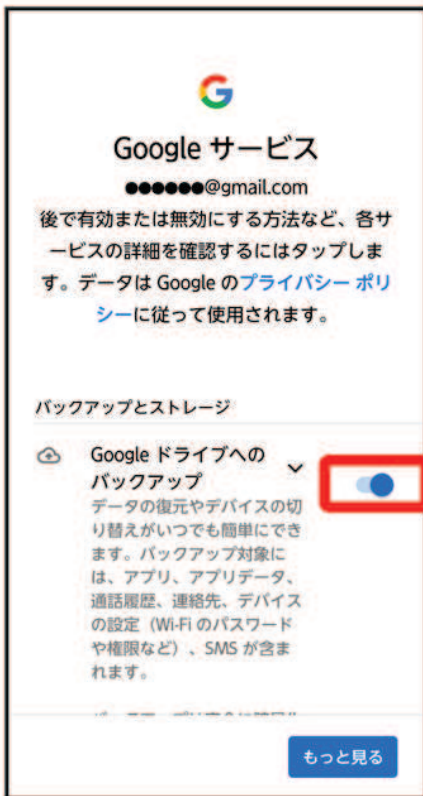 Google サービス
●●●●●●@gmail.com
後で有効または無効にする方法など、各サ
ービスの詳細を確認するにはタップしま
す。データは Google のプライバシー ポリ
シーに従って使用されます。
バックアップとストレージ
Google ドライブへの
バックアップ
データの復元やデバイスの切
り替えがいつでも簡単にでき
ます。バックアップ対象に
は、アプリ、アプリデータ、
通話履歴、連絡先、デバイス
の設定（Wi-Fi のパスワード
や権限など）、SMS が含ま
れます。
もっと見る